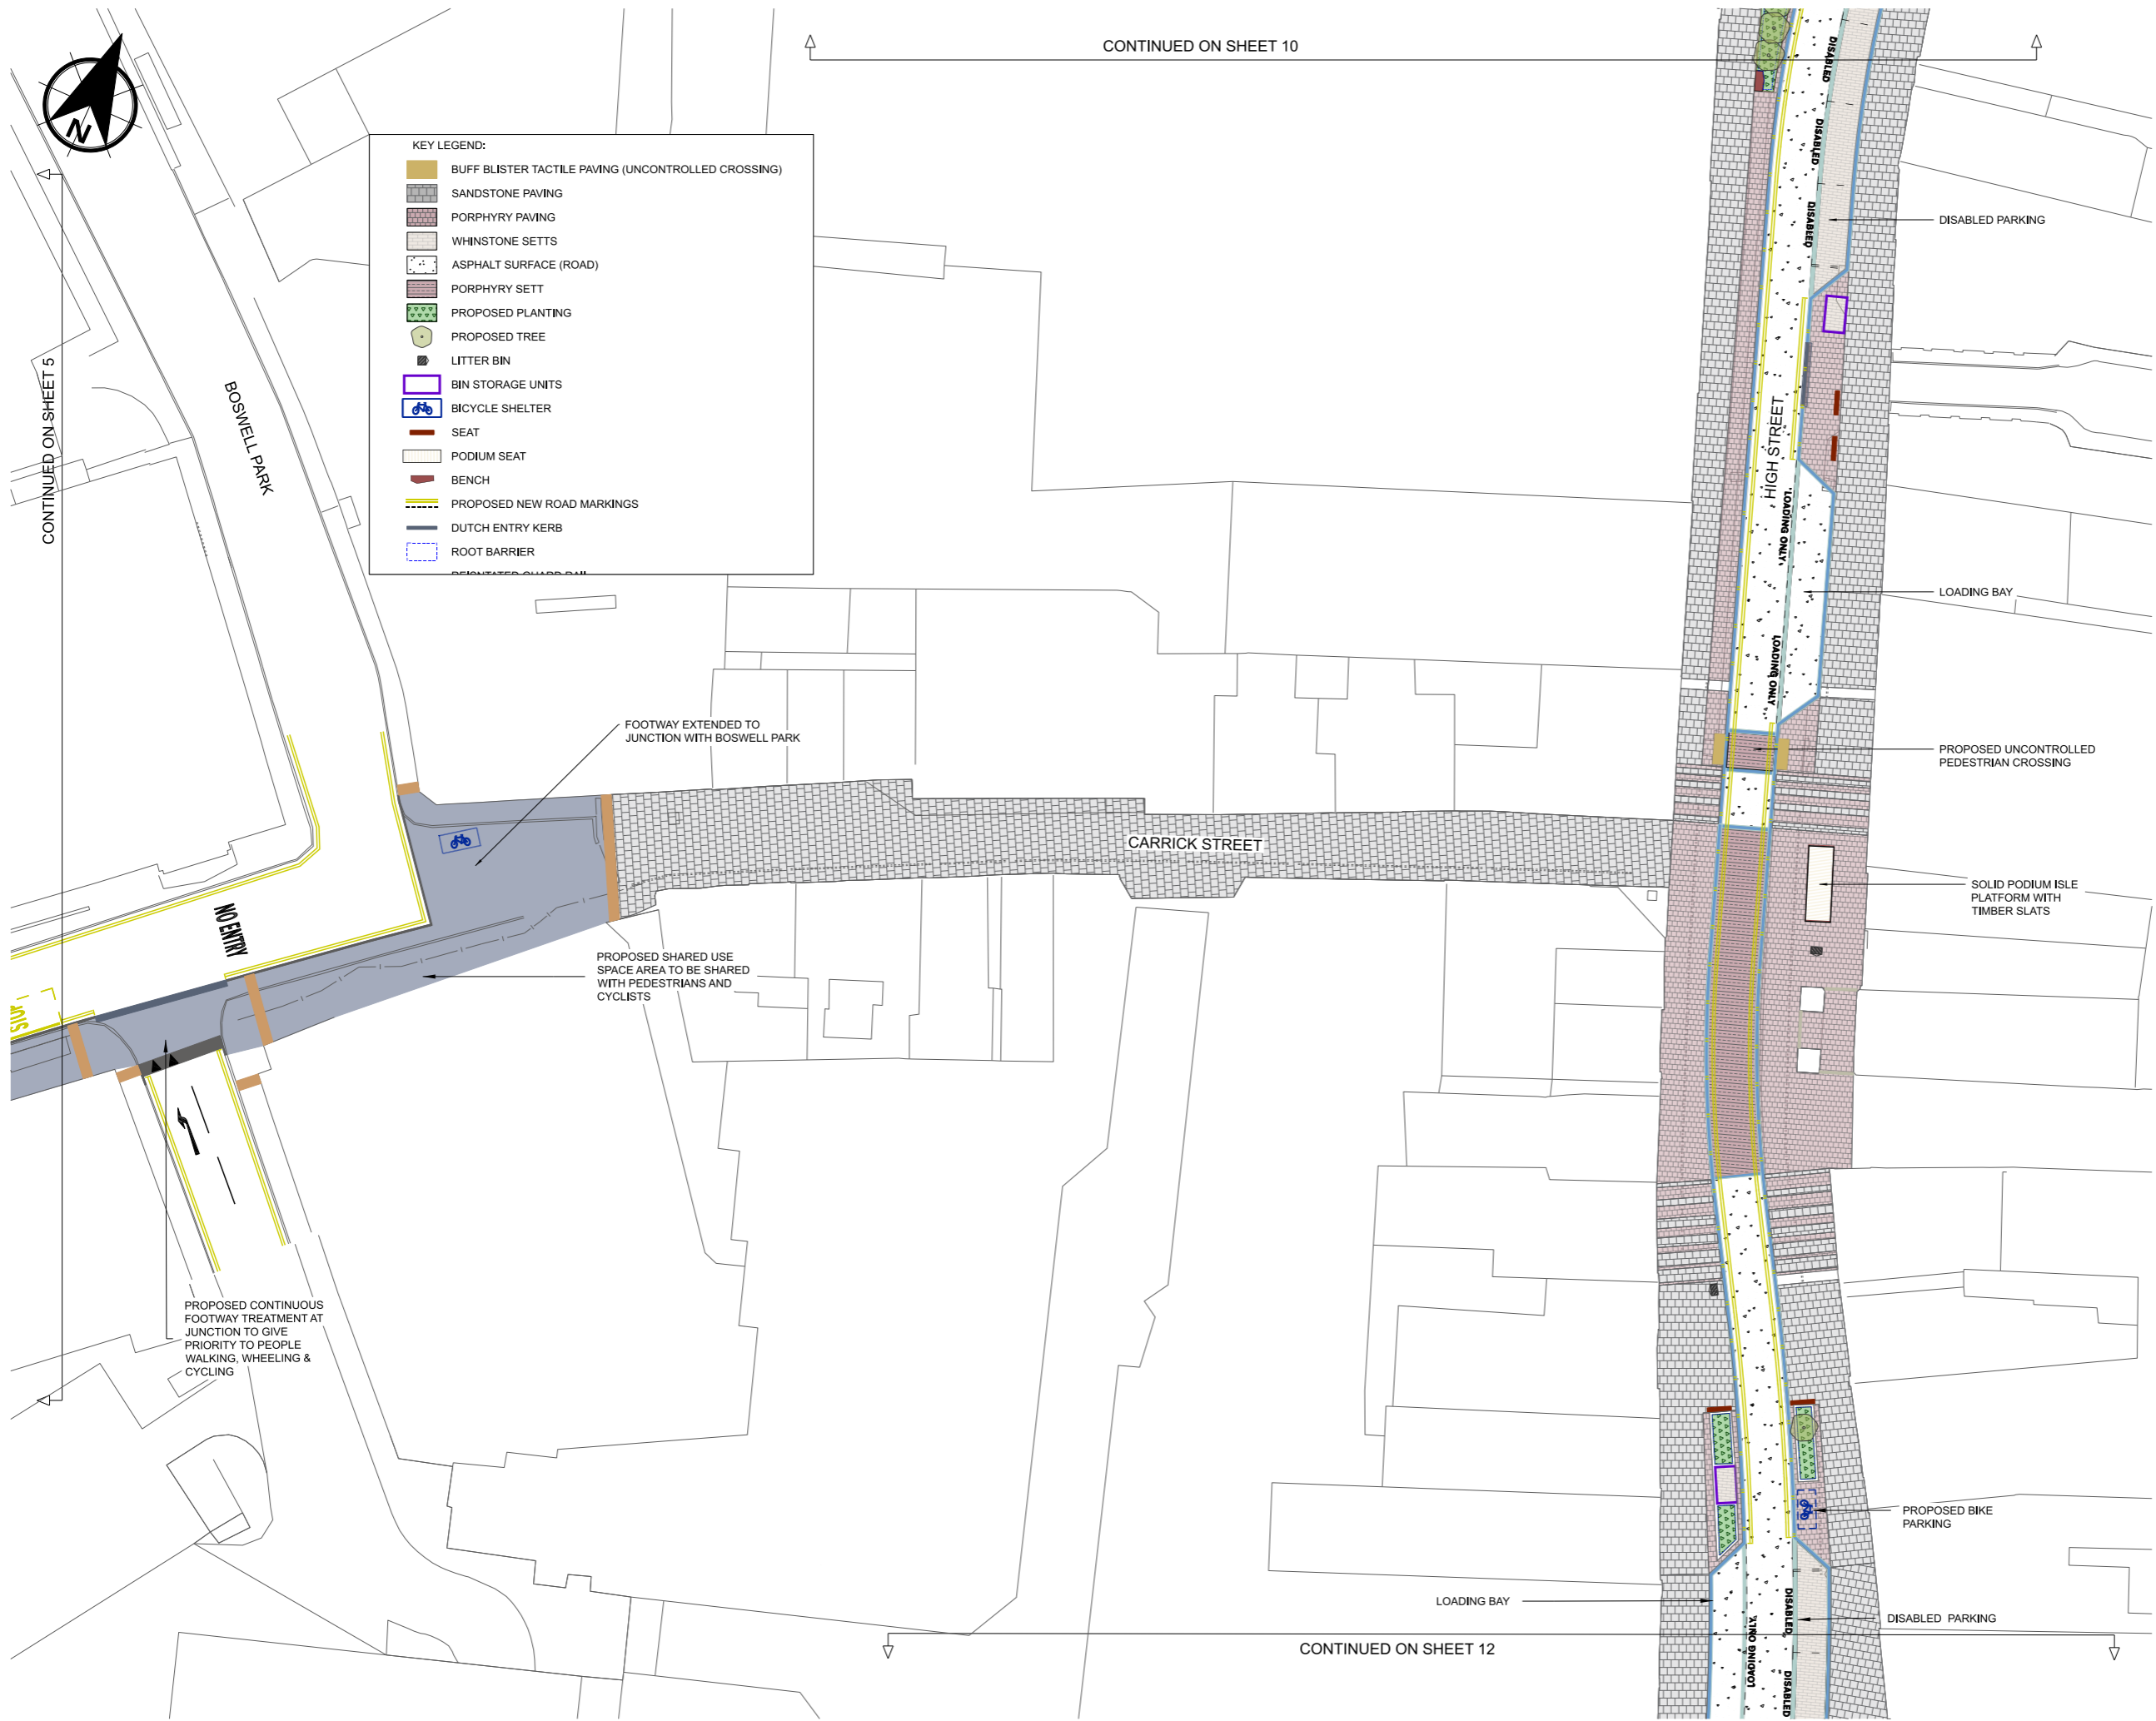 CONTINUED ON SHEET 10
N
CONTINUED ON SHEET 5
KEY LEGEND:
BUFF BLISTER TACTILE PAVING (UNCONTROLLED CROSSING)
SANDSTONE PAVING
PORPHYRY PAVING
WHINSTONE SETTS
ASPHALT SURFACE (ROAD)
PORPHYRY SETT
PROPOSED PLANTING
PROPOSED TREE
LITTER BIN
BIN STORAGE UNITS
BICYCLE SHELTER
SEAT
PODIUM SEAT
BENCH
PROPOSED NEW ROAD MARKINGS
DUTCH ENTRY KERB
ROOT BARRIER
BOSWELL PARK
DISABLED
DISABLED
DISABLED
DISABLED PARKING
HIGH STREET
LOADING ONLY
LOADING BAY
LOADING ONLY
FOOTWAY EXTENDED TO
JUNCTION WITH BOSWELL PARK
PROPOSED UNCONTROLLED
PEDESTRIAN CROSSING
CARRICK STREET
SOLID PODIUM ISLE
PLATFORM WITH
TIMBER SLATS
NO ENTRY
PROPOSED SHARED USE
SPACE AREA TO BE SHARED
WITH PEDESTRIANS AND
CYCLISTS
STOP
PROPOSED CONTINUOUS
FOOTWAY TREATMENT AT
JUNCTION TO GIVE
PRIORITY TO PEOPLE
WALKING, WHEELING &
CYCLING
PROPOSED BIKE
PARKING
LOADING BAY
DISABLED
DISABLED PARKING
LOADING ONLY
DISABLED
CONTINUED ON SHEET 12